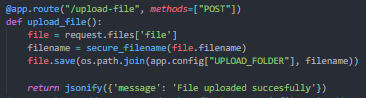 @app.route("/upload-file", methods=["POST"])
def upload_file():
    file = request.files['file']
    filename = secure_filename(file.filename)
    file.save(os.path.join(app.config["UPLOAD_FOLDER"], filename))

    return jsonify({'message': 'File uploaded succesfully'})